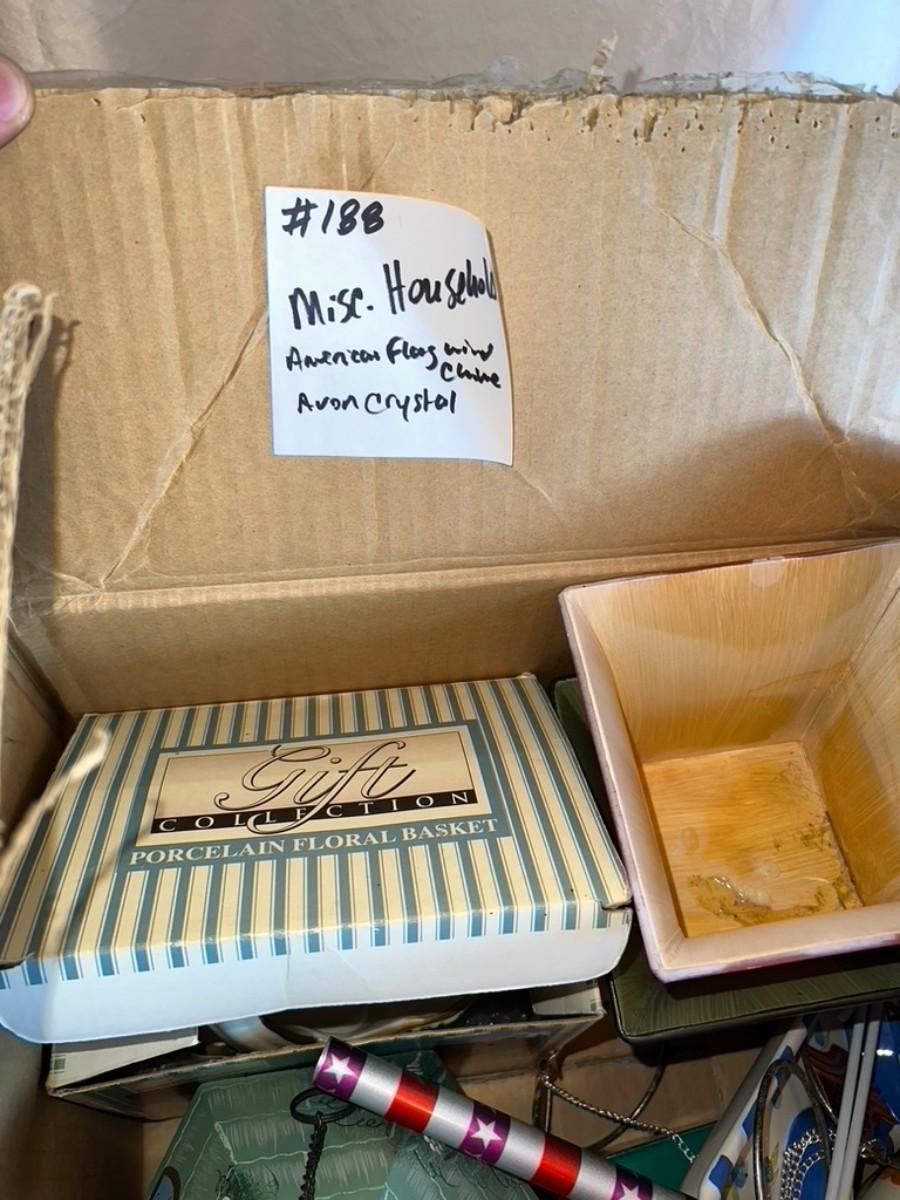 #188
Misc. Household
American Flag wind
Chime
Avon Crystal
Gift
COLLECTION
PORCELAIN FLORAL BASKET